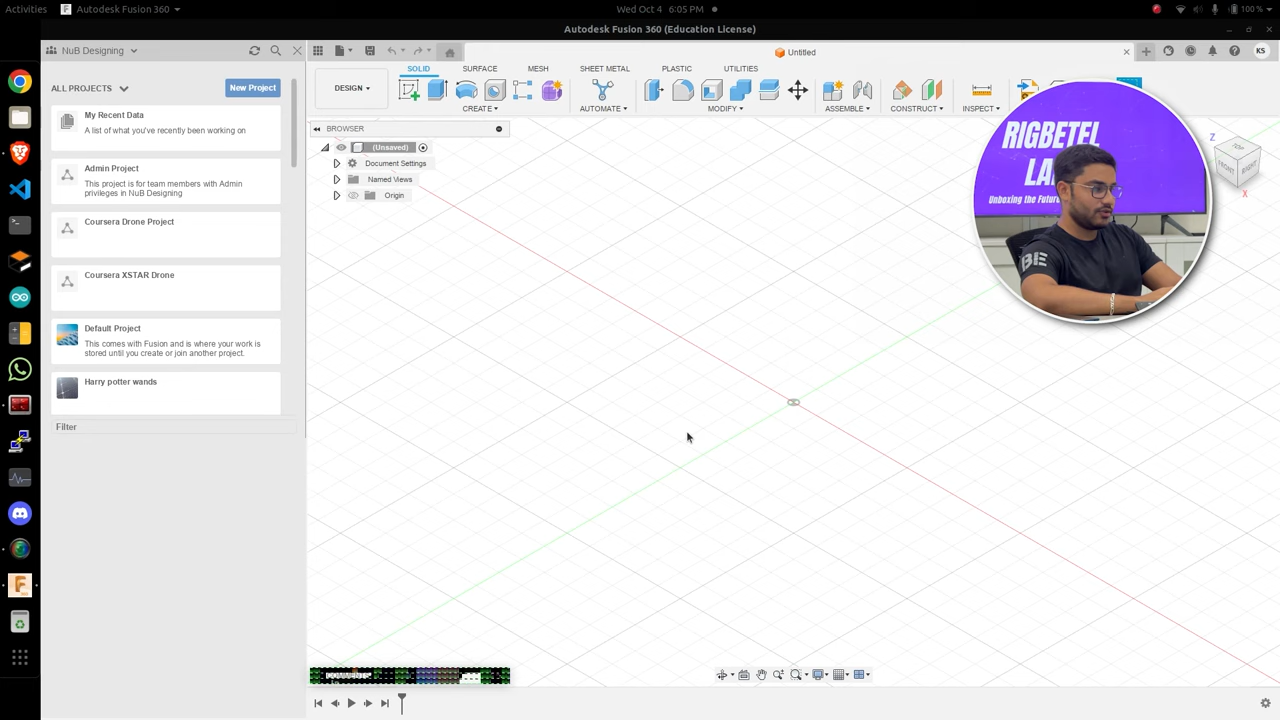 Activities
Autodesk Fusion 360
Wed Oct 4 6:05 PM
100 %
Autodesk Fusion 360 (Education License)
NuB Designing
Untitled
KS
ALL PROJECTS
New Project
My Recent Data
A list of what you've recently been working on
Admin Project
This project is for team members with Admin
privileges in NuB Designing
Coursera Drone Project
Coursera XSTAR Drone
Default Project
This comes with Fusion and is where your work is
stored until you create or join another project.
Harry potter wands
Filter
SOLID
SURFACE
MESH
SHEET METAL
PLASTIC
UTILITIES
DESIGN
CREATE
AUTOMATE
MODIFY
ASSEMBLE
CONSTRUCT
INSPECT
BROWSER
(Unsaved)
Document Settings
Named Views
Origin
RIGBETEL
Unboxing the
BE
Z
TOP
FRONT
X
COMMENTS